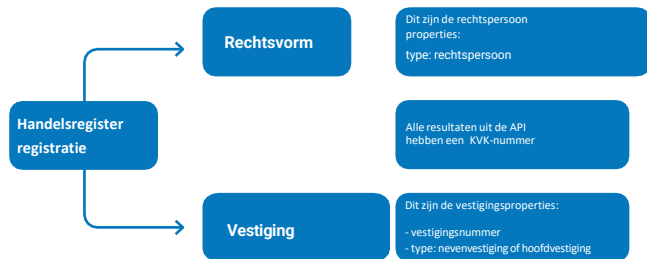 Handelsregister
registratie
Rechtsvorm
Dit zijn de rechtspersoon
properties:
type: rechtspersoon
Alle resultaten uit de API
hebben een KVK-nummer
Vestiging
Dit zijn de vestigingsproperties:
- vestigingsnummer
- type: nevenvestiging of hoofdvestiging